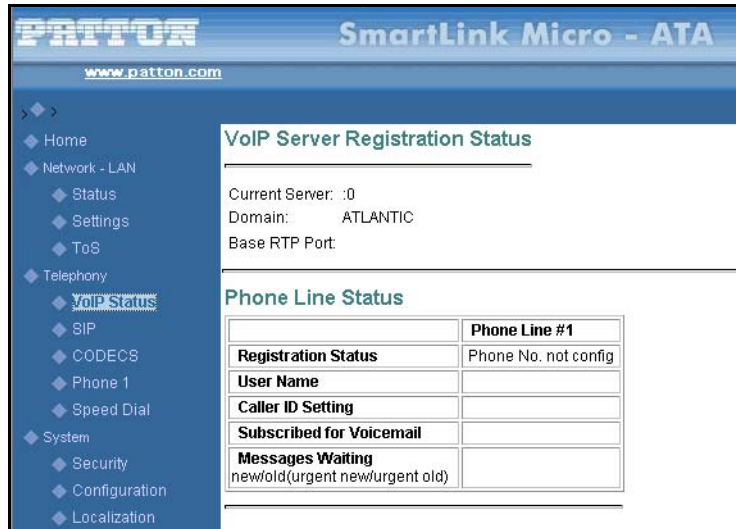 PATTON
SmartLink Micro - ATA
www.patton.com
> >
Home
Network - LAN
Status
Settings
ToS
Telephony
VoIP Status
SIP
CODECS
Phone 1
Speed Dial
System
Security
Configuration
Localization
VoIP Server Registration Status
Current Server: :0
Domain: ATLANTIC
Base RTP Port:
Phone Line Status
Phone Line #1
Registration Status Phone No. not config
User Name
Caller ID Setting
Subscribed for Voicemail
Messages Waiting
new/old(urgent new/urgent old)